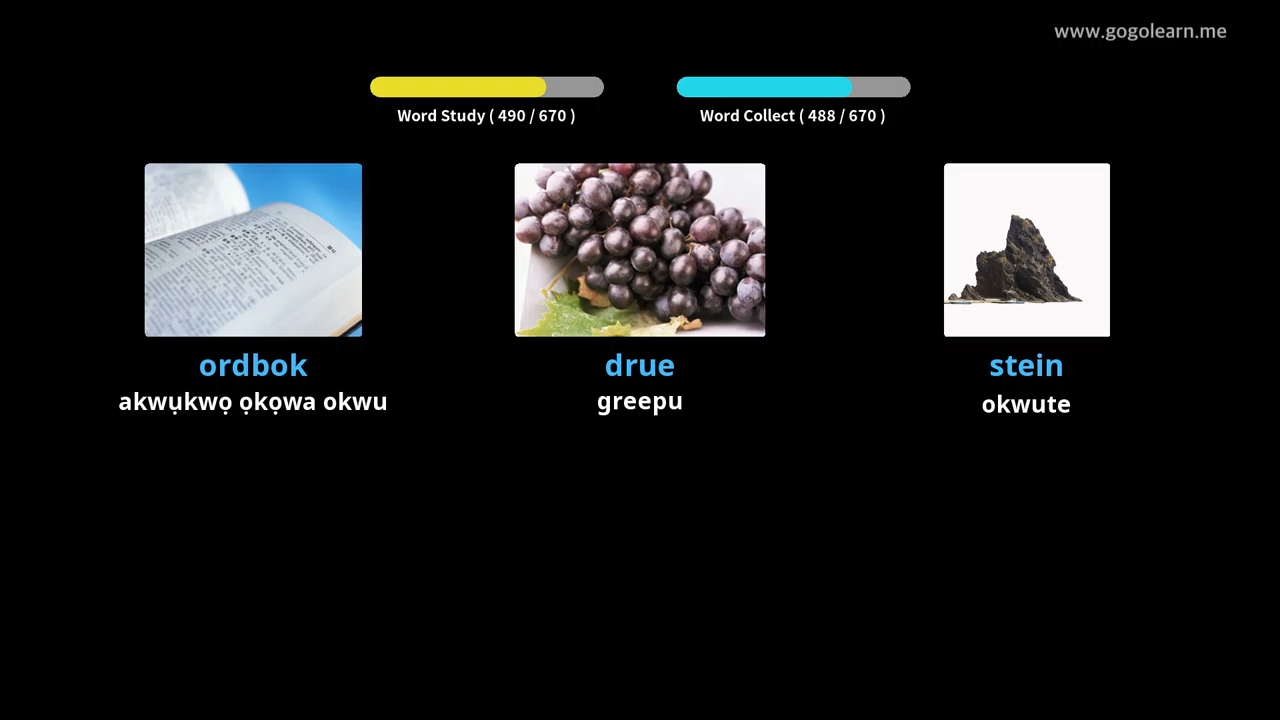 www.gogolearn.me
Word Study ( 490 / 670 )
Word Collect ( 488 / 670 )
ordbok
drue
stein
akwụkwọ ọkọwa okwu
greepu
okwute